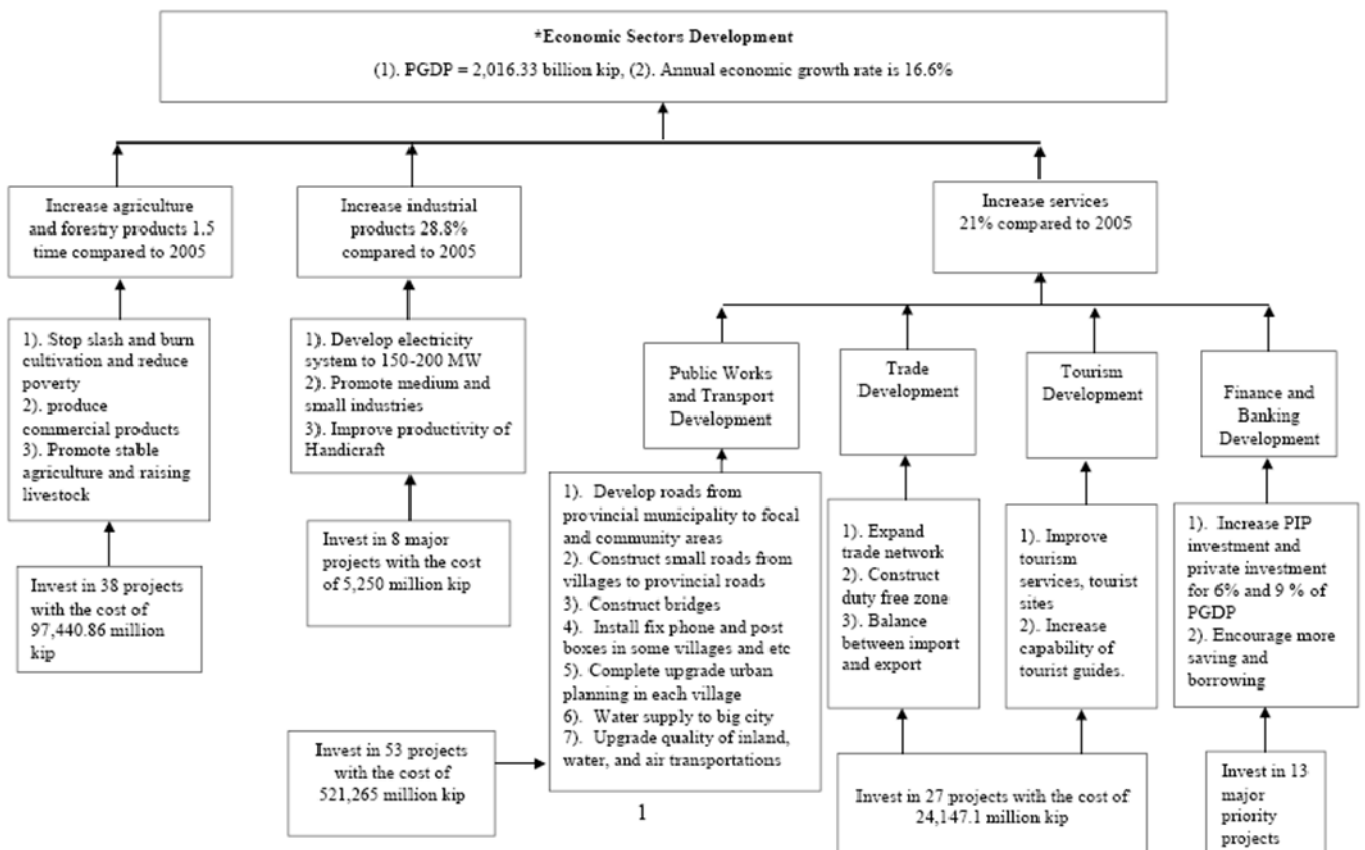 *Economic Sectors Development
(1). PGDP = 2,016.33 billion kip, (2). Annual economic growth rate is 16.6%
Increase agriculture
and forestry products 1.5
time compared to 2005
Increase industrial
products 28.8%
compared to 2005
Increase services
21% compared to 2005
1). Stop slash and burn
cultivation and reduce
poverty
2). produce
commercial products
3). Promote stable
agriculture and raising
livestock
1). Develop electricity
system to 150-200 MW
2). Promote medium and
small industries
3). Improve productivity of
Handicraft
Public Works
and Transport
Development
Trade
Development
Tourism
Development
Finance and
Banking
Development
Invest in 38 projects
with the cost of
97,440.86 million
kip
Invest in 8 major
projects with the cost
of 5,250 million kip
1). Develop roads from
provincial municipality to focal
and community areas
2). Construct small roads from
villages to provincial roads
3). Construct bridges
4). Install fix phone and post
boxes in some villages and etc
5). Complete upgrade urban
planning in each village
6). Water supply to big city
7). Upgrade quality of inland,
water, and air transportations
1). Expand
trade network
2). Construct
duty free zone
3). Balance
between import
and export
1). Improve
tourism
services, tourist
sites
2). Increase
capability of
tourist guides.
1). Increase PIP
investment and
private investment
for 6% and 9 % of
PGDP
2). Encourage more
saving and
borrowing
Invest in 53 projects
with the cost of
521,265 million kip
Invest in 27 projects with the cost of
24,147.1 million kip
Invest in 13
major
priority
projects
1